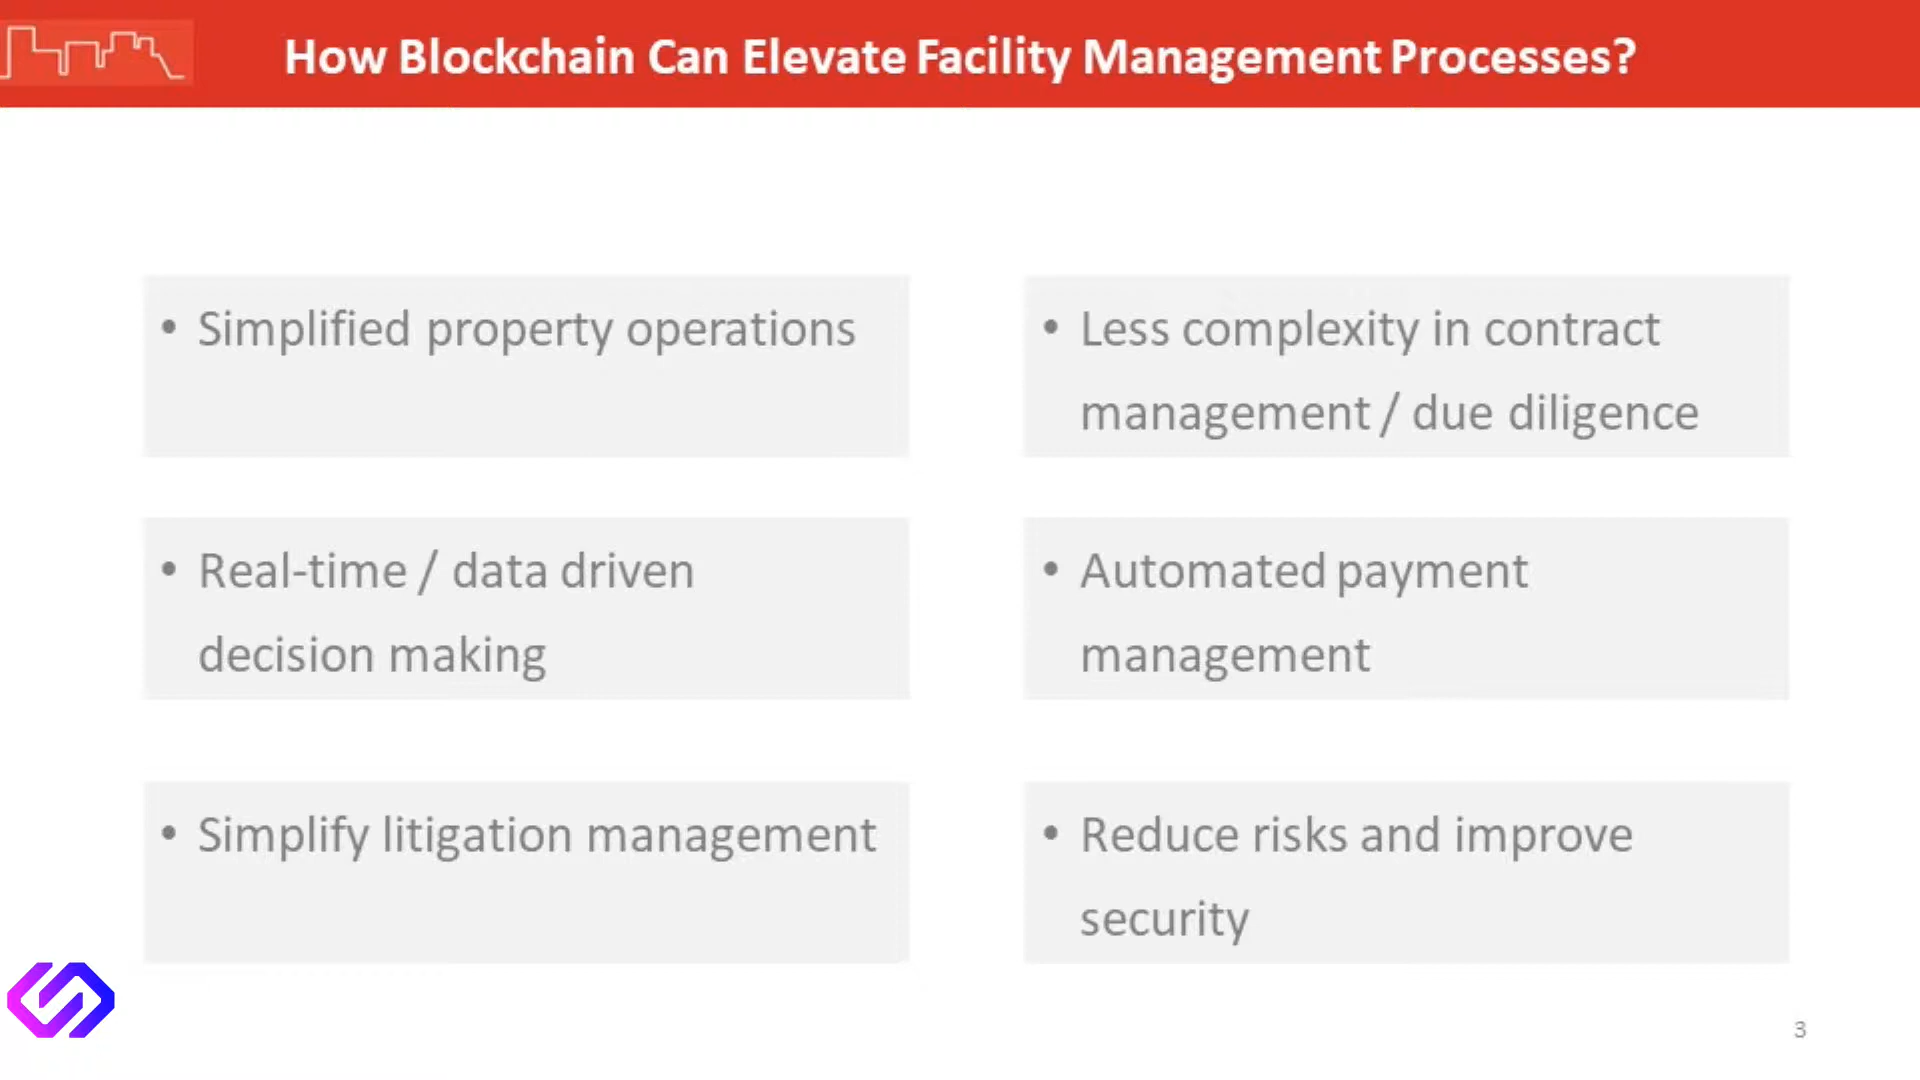 How Blockchain Can Elevate Facility Management Processes?
• Simplified property operations
• Less complexity in contract
management / due diligence
• Real-time / data driven
decision making
• Automated payment
management
• Simplify litigation management
• Reduce risks and improve
security
3